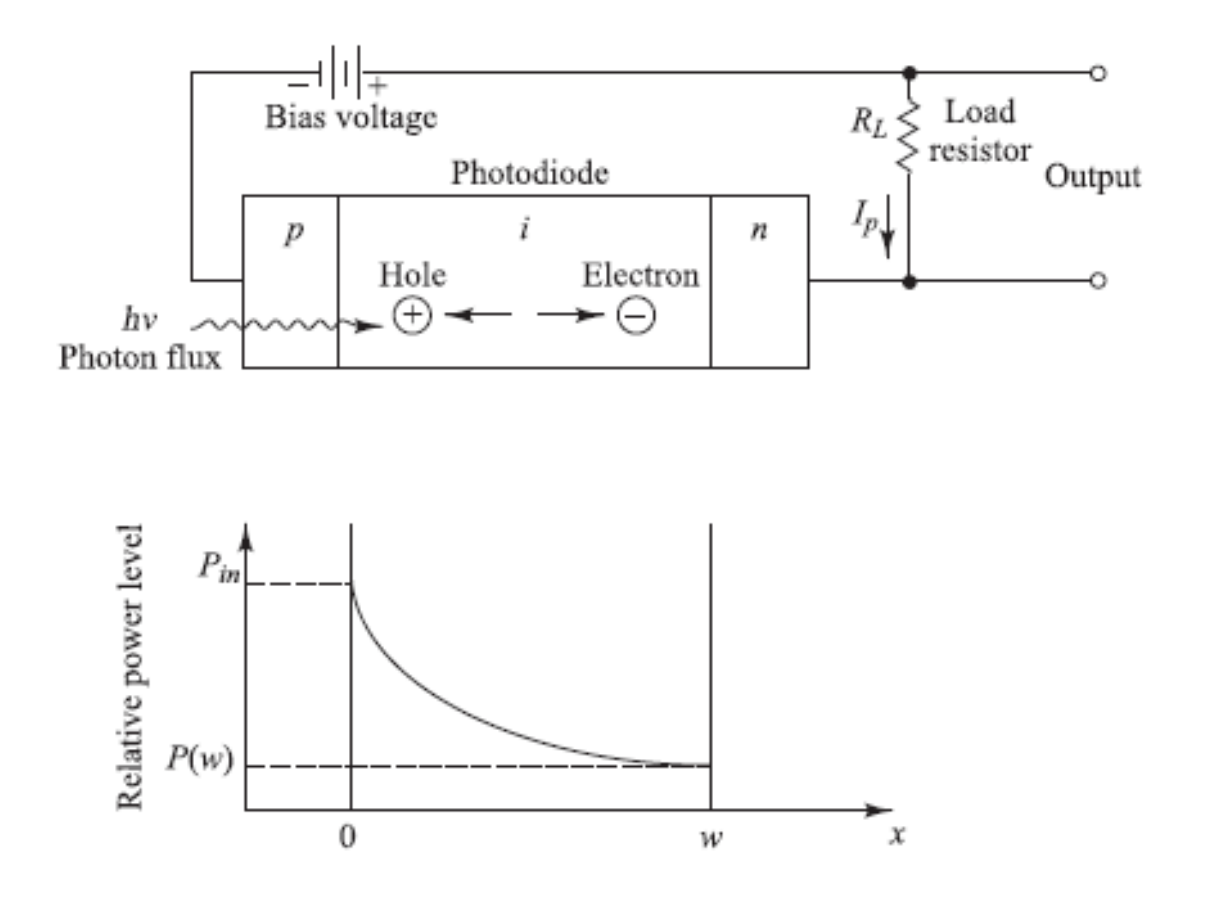 − +
Bias voltage
R_L Load
resistor
Output
Photodiode
p i n
I_p
Hole Electron
+ −
hν
Photon flux
Relative power level
P_in
P(w)
0 w x